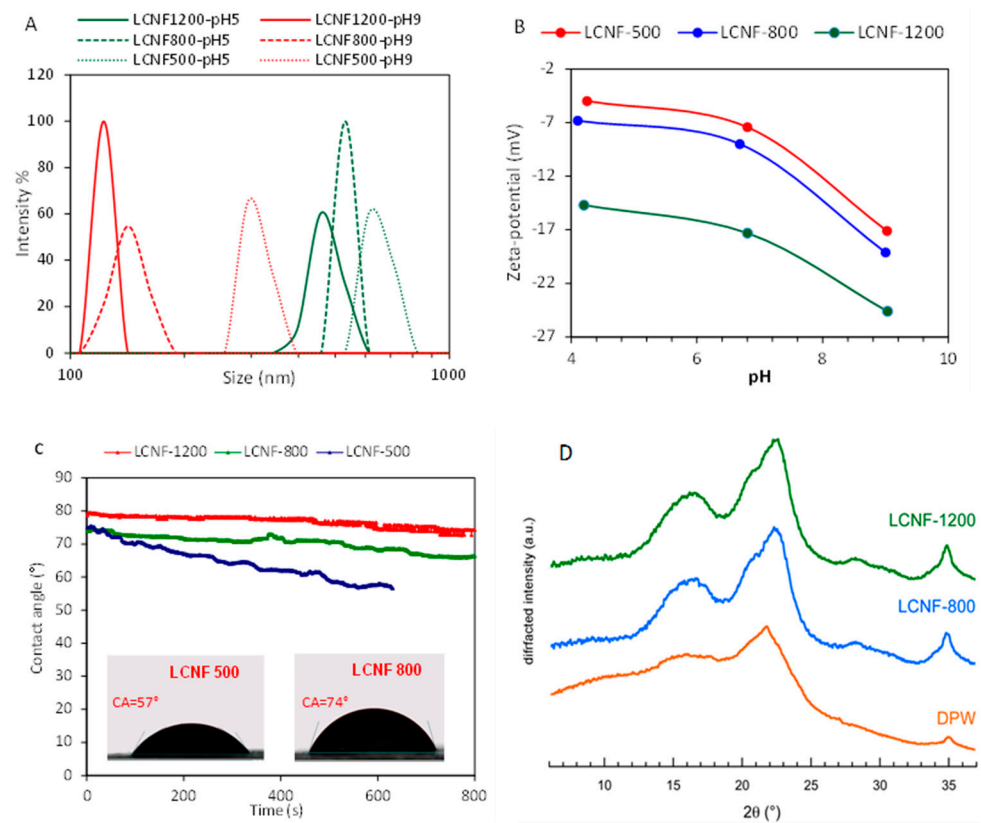 A
LCNF1200-pH5
LCNF1200-pH9
LCNF800-pH5
LCNF800-pH9
LCNF500-pH5
LCNF500-pH9
120
100
80
60
40
20
0
Intensity %
100
1000
Size (nm)
B
LCNF-500
LCNF-800
LCNF-1200
-2
-7
-12
-17
-22
-27
Zeta-potential (mV)
4
6
8
10
pH
C
LCNF-1200
LCNF-800
LCNF-500
90
80
70
60
50
40
30
20
10
0
Contact angle (°)
LCNF 500
CA=57°
LCNF 800
CA=74°
0
200
400
600
800
Time (s)
D
LCNF-1200
LCNF-800
DPW
diffracted intensity (a.u.)
10
15
20
25
30
35
2θ (°)